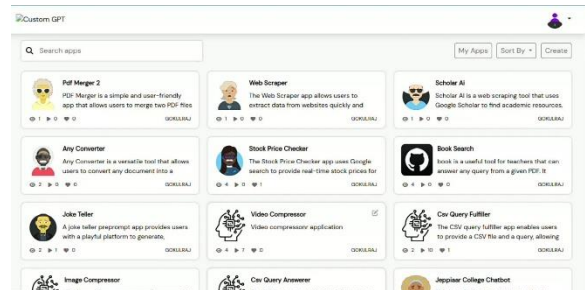 Custom GPT
Search apps
My Apps
Sort By
Create
Pdf Merger 2
PDF Merger is a simple and user-friendly
app that allows users to merge two PDF files
1 0 0 GOKULRAJ
Web Scraper
The Web Scraper app allows users to
extract data from websites quickly and
1 0 0 GOKULRAJ
Scholar Ai
Scholar AI is a web scraping tool that uses
Google Scholar to find academic resources.
1 0 0 GOKULRAJ
Any Converter
Any Converter is a versatile tool that allows
users to convert any document into a
2 0 0 GOKULRAJ
Stock Price Checker
The Stock Price Checker app uses Google
search to provide real-time stock prices for
4 0 1 GOKULRAJ
Book Search
book is a useful tool for teachers that can
answer any query from a given PDF. It
4 0 0 GOKULRAJ
Joke Teller
A joke teller preprompt app provides users
with a playful platform to generate,
2 1 0 GOKULRAJ
Video Compressor
Video compressorv application
4 7 0 GOKULRAJ
Csv Query Fulfiller
The CSV query fulfiller app enables users
to provide a CSV file and a query, allowing
2 10 1 GOKULRAJ
Image Compressor
Csv Query Answerer
Jeppiaar College Chatbot